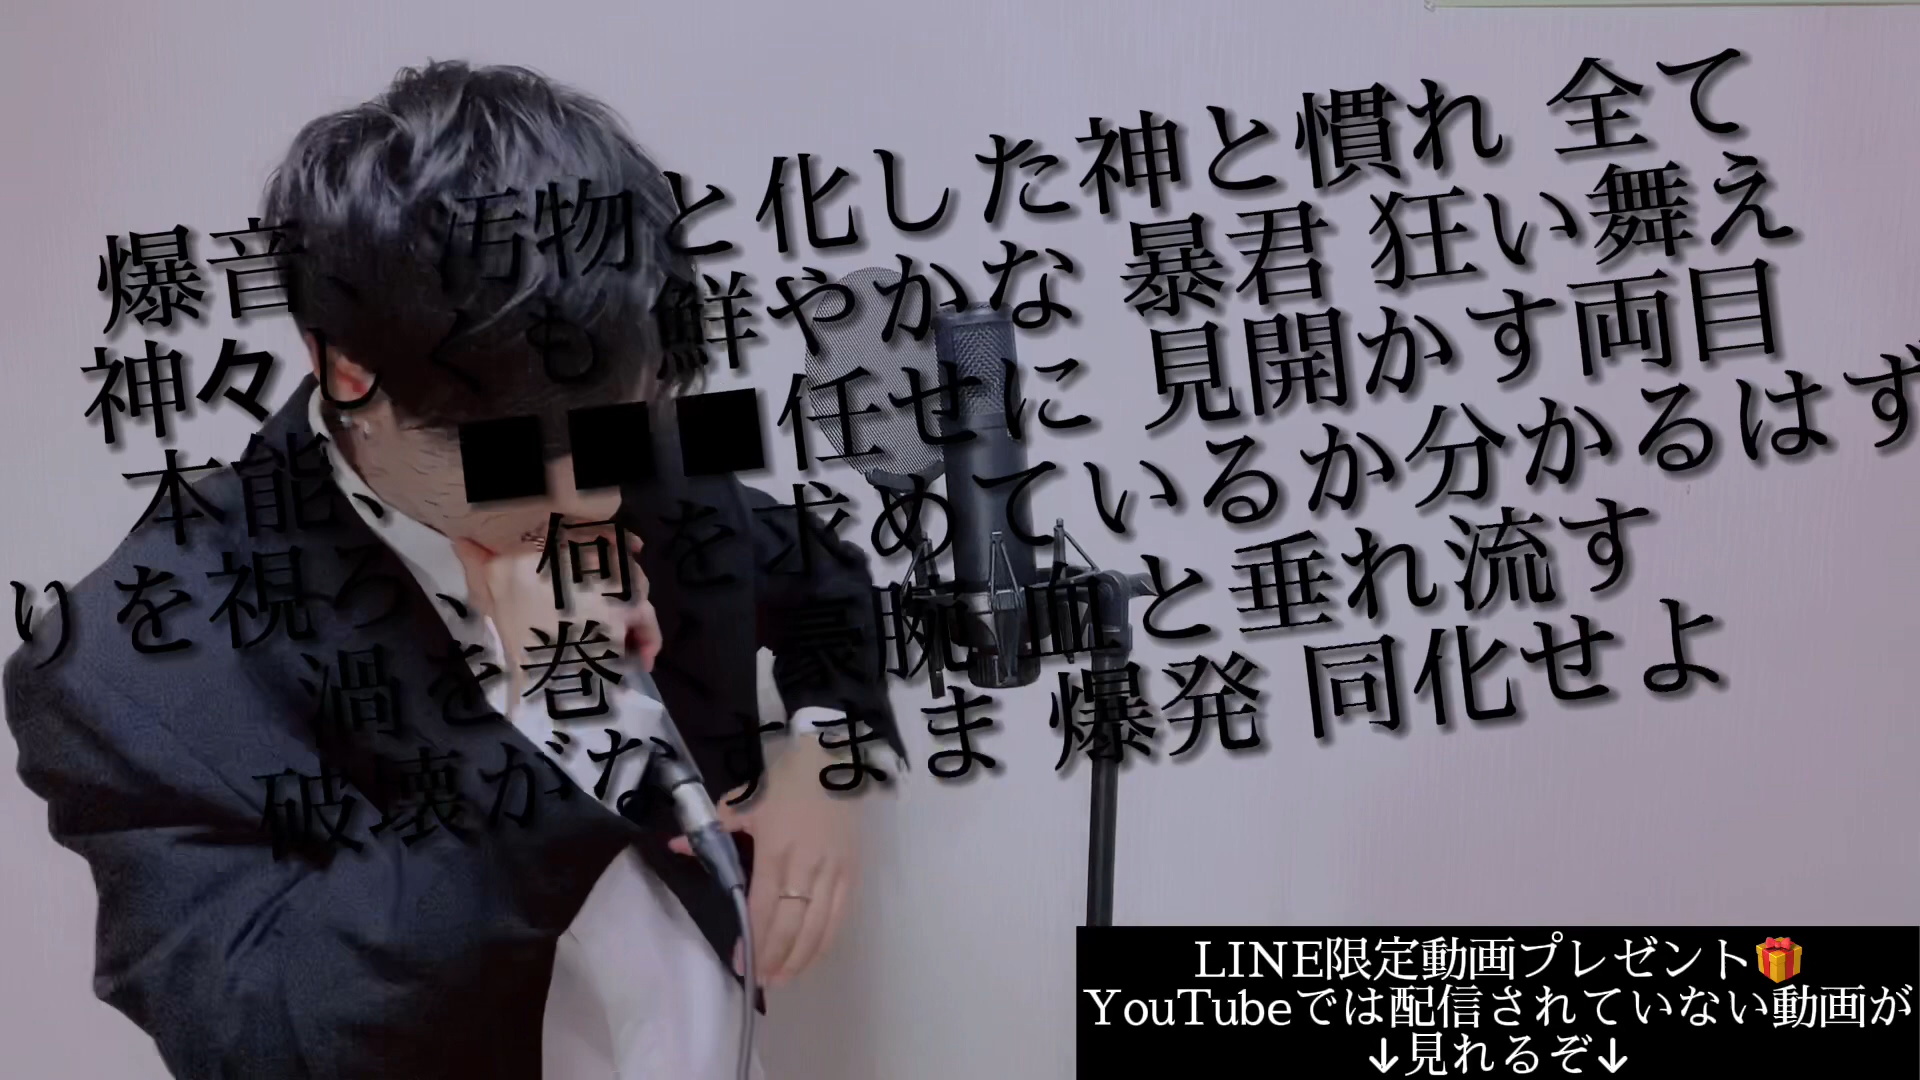 爆音、汚物と化した神と慣れ 全て
神々しくも 鮮やかな 暴君 狂い舞え
本能、■■■任せに 見開かす両目
りを視ろ、何を求めているか分かるはず
渦を巻く 豪腕 血と垂れ流す
破壊がなすまま 爆発 同化せよ
LINE限定動画プレゼント🎁
YouTubeでは配信されていない動画が
↓見れるぞ↓